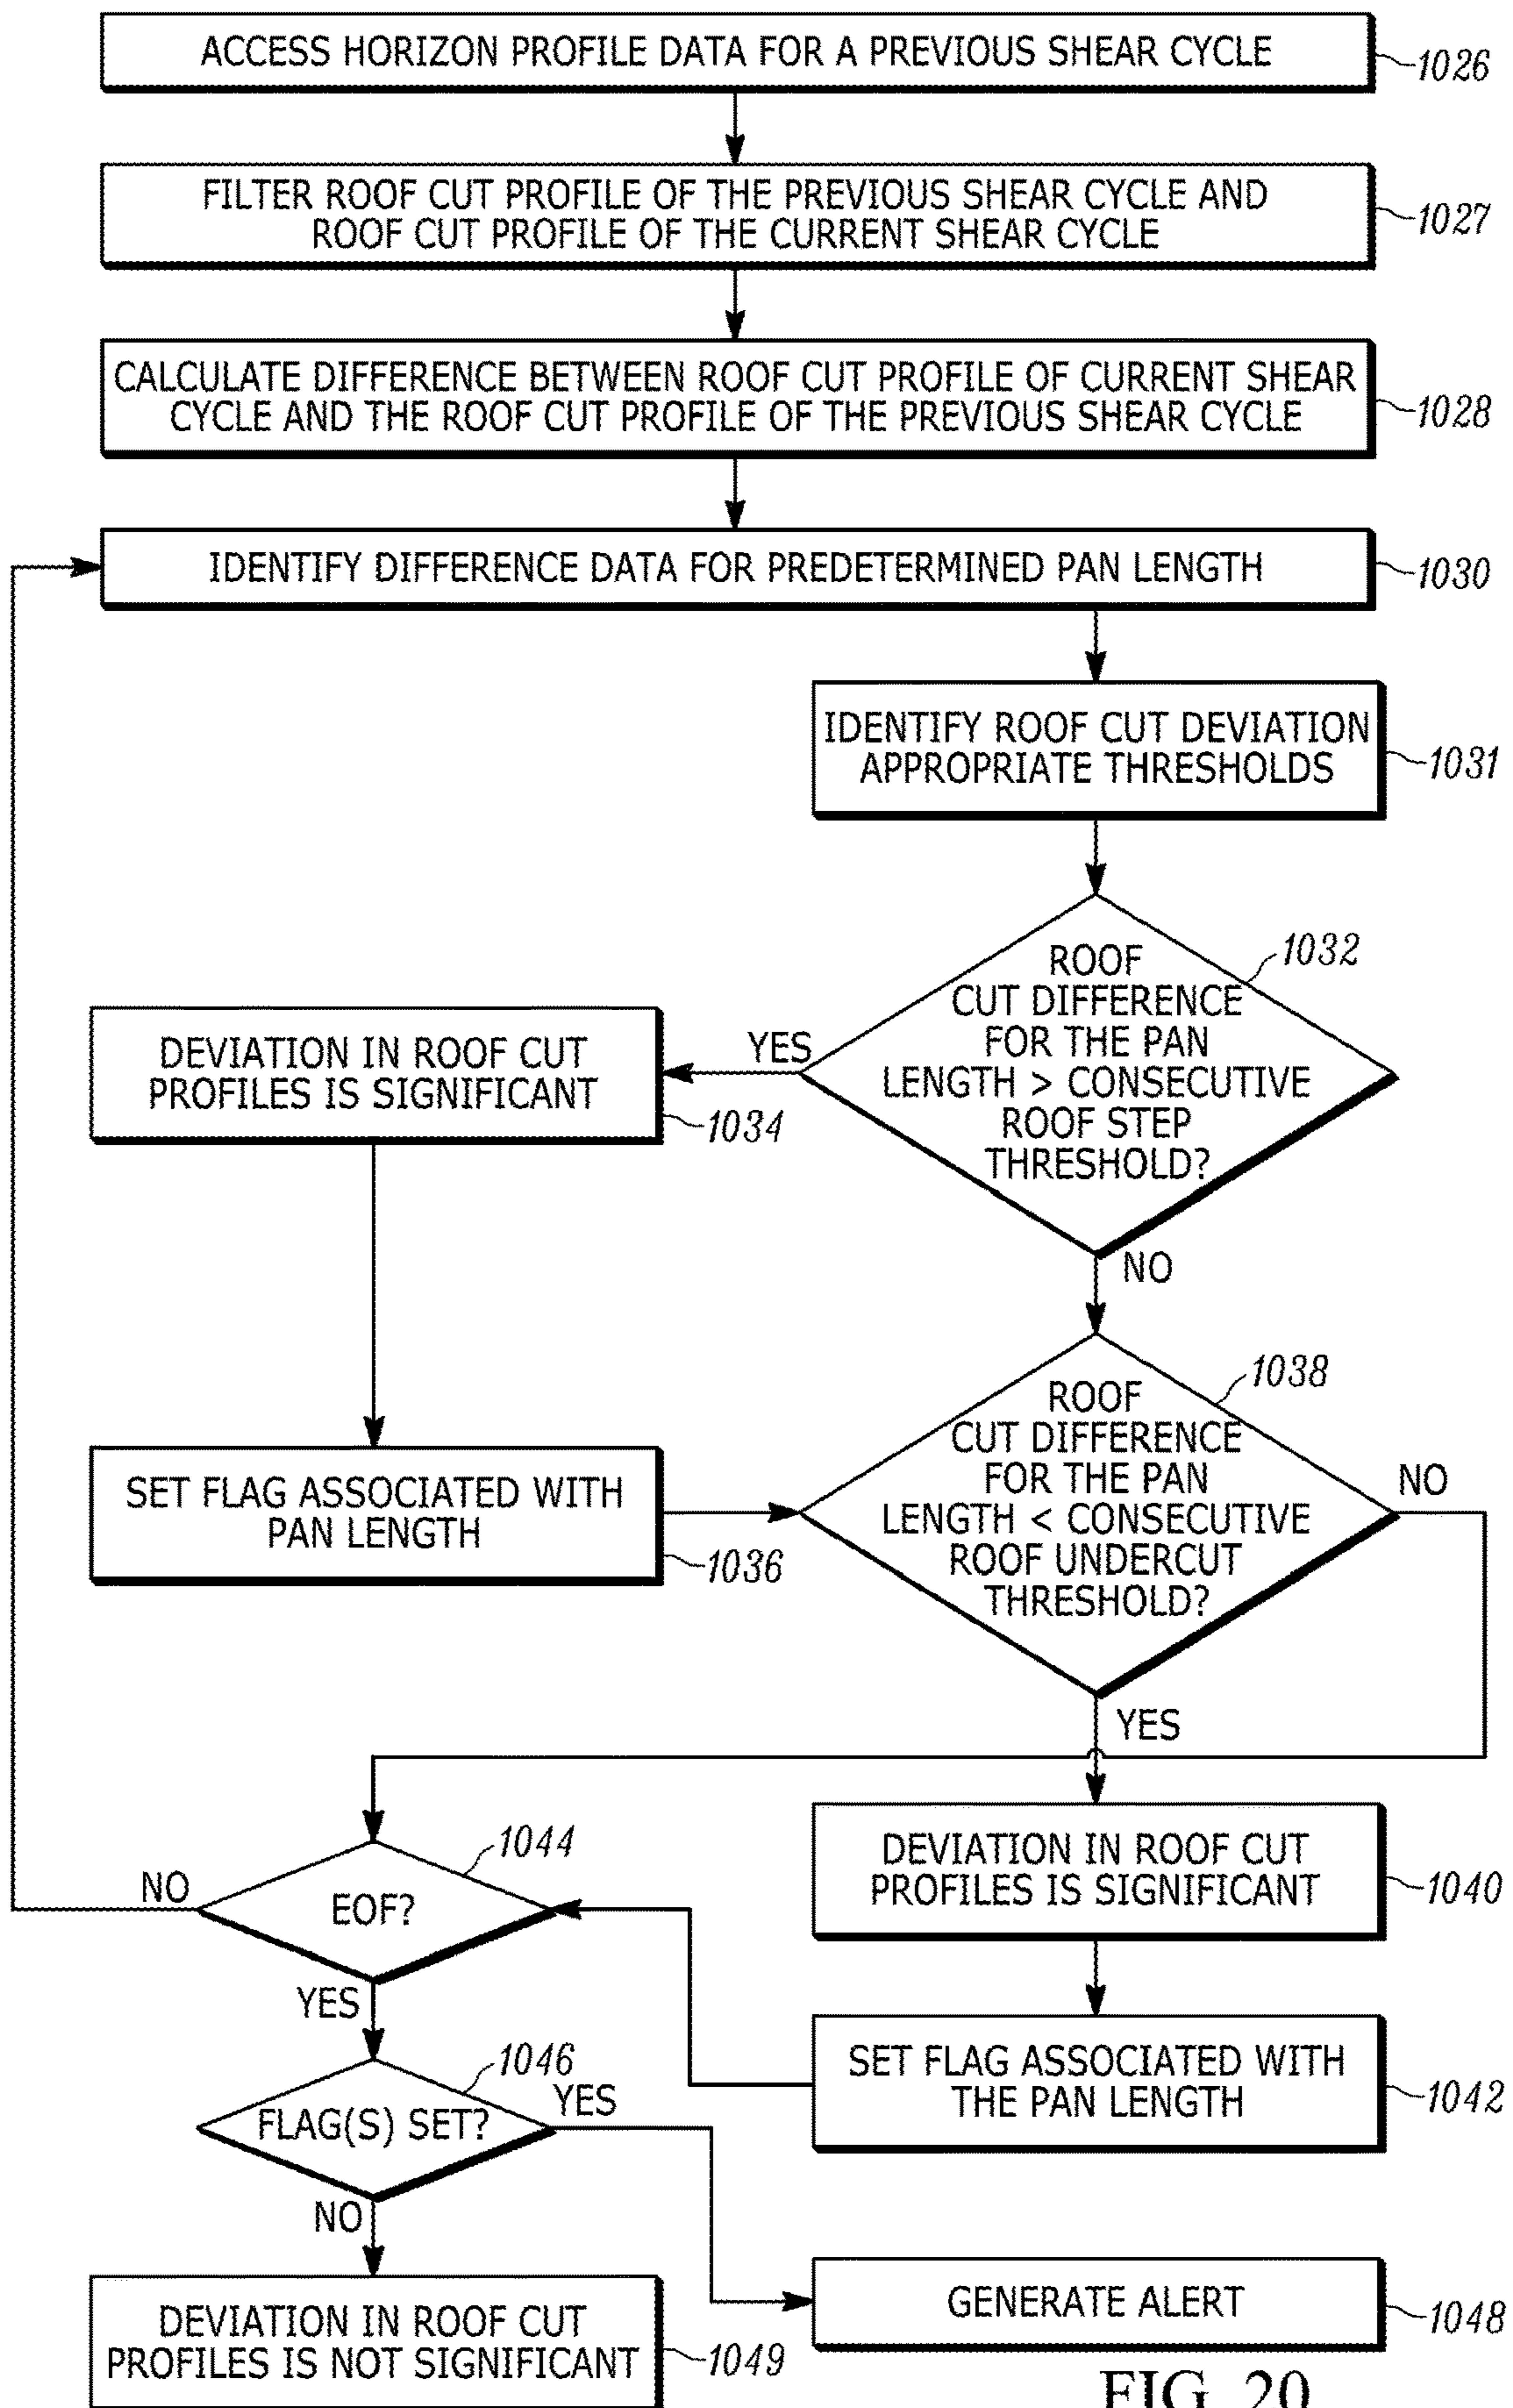 ACCESS HORIZON PROFILE DATA FOR A PREVIOUS SHEAR CYCLE
1026
FILTER ROOF CUT PROFILE OF THE PREVIOUS SHEAR CYCLE AND
ROOF CUT PROFILE OF THE CURRENT SHEAR CYCLE
1027
CALCULATE DIFFERENCE BETWEEN ROOF CUT PROFILE OF CURRENT SHEAR
CYCLE AND THE ROOF CUT PROFILE OF THE PREVIOUS SHEAR CYCLE
1028
IDENTIFY DIFFERENCE DATA FOR PREDETERMINED PAN LENGTH
1030
IDENTIFY ROOF CUT DEVIATION
APPROPRIATE THRESHOLDS
1031
ROOF
CUT DIFFERENCE
FOR THE PAN
LENGTH > CONSECUTIVE
ROOF STEP
THRESHOLD?
1032
YES
DEVIATION IN ROOF CUT
PROFILES IS SIGNIFICANT
1034
NO
SET FLAG ASSOCIATED WITH
PAN LENGTH
1036
ROOF
CUT DIFFERENCE
FOR THE PAN
LENGTH < CONSECUTIVE
ROOF UNDERCUT
THRESHOLD?
1038
NO
YES
DEVIATION IN ROOF CUT
PROFILES IS SIGNIFICANT
1040
SET FLAG ASSOCIATED WITH
THE PAN LENGTH
1042
EOF?
1044
NO
YES
FLAG(S) SET?
1046
YES
NO
GENERATE ALERT
1048
DEVIATION IN ROOF CUT
PROFILES IS NOT SIGNIFICANT
1049
FIG. 20